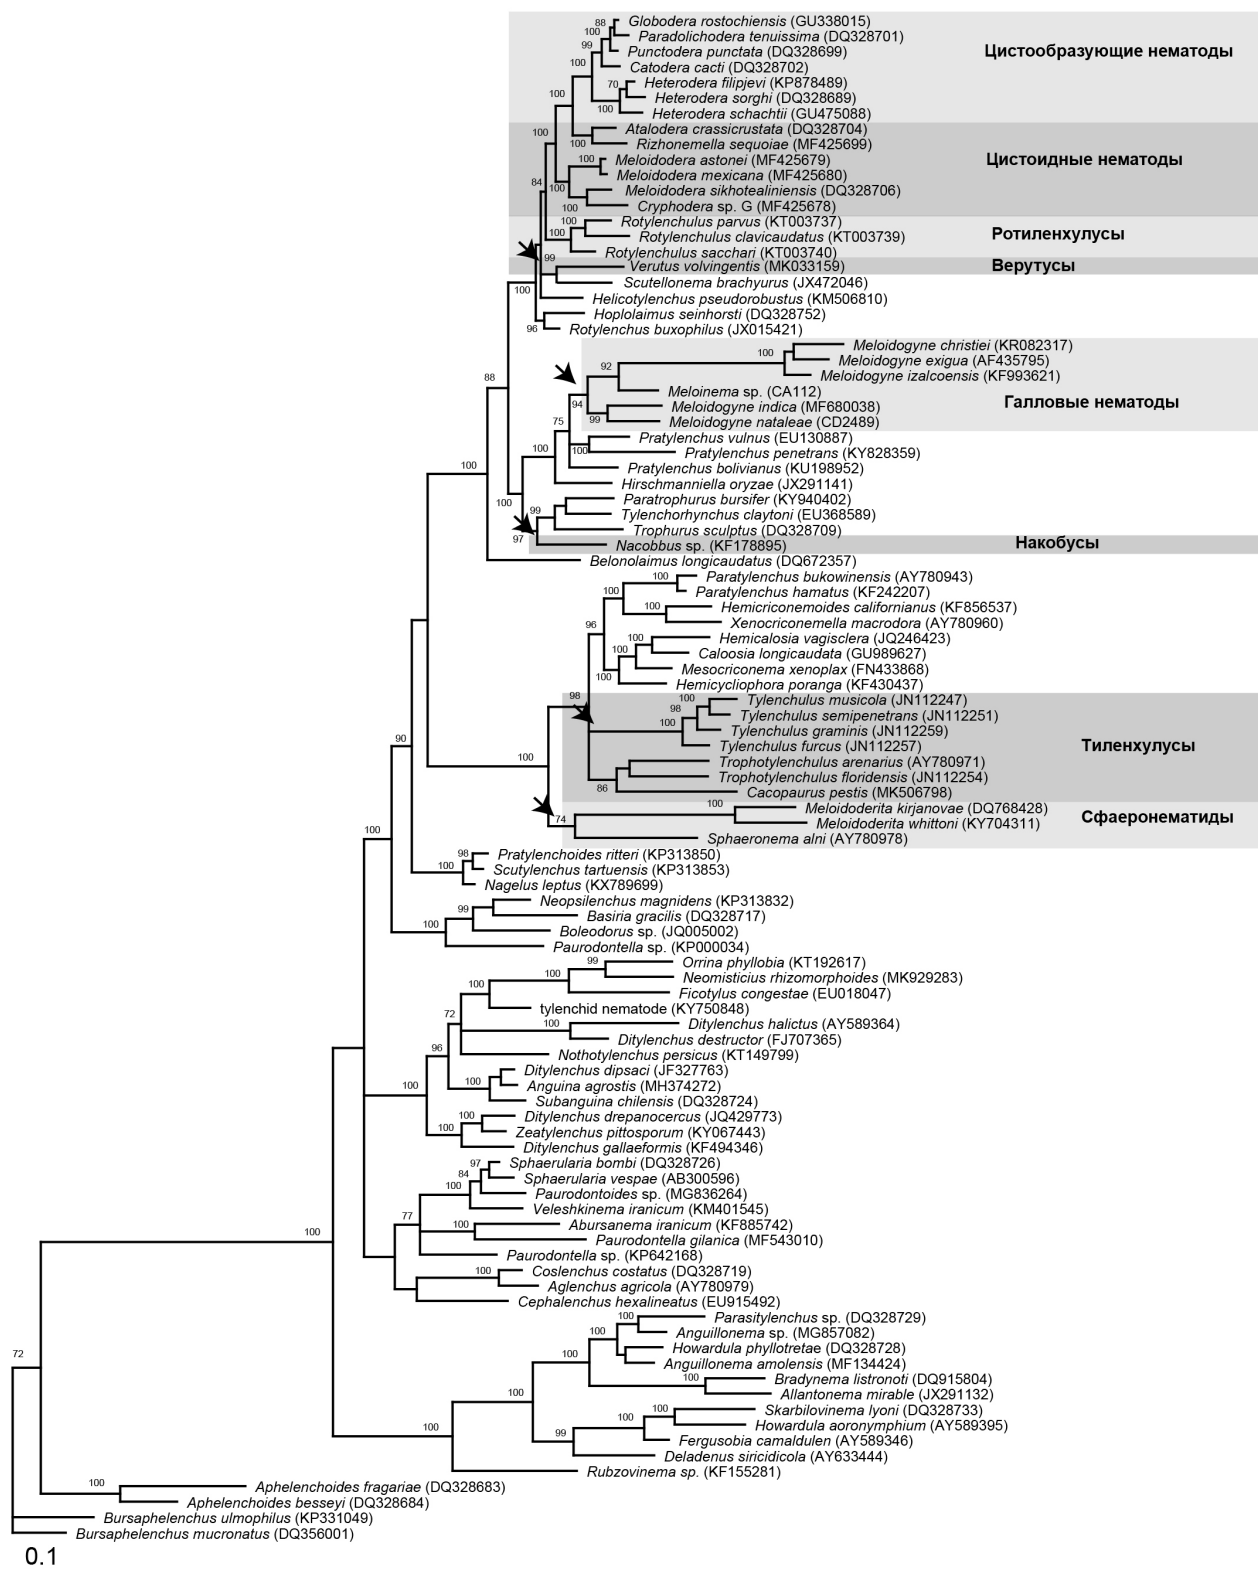 88
Globodera rostochiensis (GU338015)
100
Paradolichodera tenuissima (DQ328701)
99
Punctodera punctata (DQ328699)
Цистообразующие нематоды
100
Catodera cacti (DQ328702)
70
Heterodera filipjevi (KP878489)
100
Heterodera sorghi (DQ328689)
100
Heterodera schachtii (GU475088)
100
Atalodera crassicrustata (DQ328704)
100
Rizhonemella sequoiae (MF425699)
100
Meloidodera astonei (MF425679)
Цистоидные нематоды
Meloidodera mexicana (MF425680)
84
100
Meloidodera sikhotealiniensis (DQ328706)
100
Cryphodera sp. G (MF425678)
100
Rotylenchulus parvus (KT003737)
100
Rotylenchulus clavicaudatus (KT003739)
Ротиленхулусы
Rotylenchulus sacchari (KT003740)
99
Verutus volvingentis (MK033159)
Верутусы
100
Scutellonema brachyurus (JX472046)
Helicotylenchus pseudorobustus (KM506810)
Hoplolaimus seinhorsti (DQ328752)
96
Rotylenchus buxophilus (JX015421)
Meloidogyne christiei (KR082317)
100
Meloidogyne exigua (AF435795)
92
Meloidogyne izalcoensis (KF993621)
88
Meloinema sp. (CA112)
94
Meloidogyne indica (MF680038)
Галловые нематоды
99
Meloidogyne nataleae (CD2489)
75
Pratylenchus vulnus (EU130887)
100
100
Pratylenchus penetrans (KY828359)
100
Pratylenchus bolivianus (KU198952)
Hirschmanniella oryzae (JX291141)
100
Paratrophurus bursifer (KY940402)
99
Tylenchorhynchus claytoni (EU368589)
Trophurus sculptus (DQ328709)
97
Nacobbus sp. (KF178895)
Накобусы
Belonolaimus longicaudatus (DQ672357)
100
Paratylenchus bukowinensis (AY780943)
100
Paratylenchus hamatus (KF242207)
100
Hemicriconemoides californianus (KF856537)
Xenocriconemella macrodora (AY780960)
96
100
Hemicalosia vagisclera (JQ246423)
100
Caloosia longicaudata (GU989627)
100
Mesocriconema xenoplax (FN433868)
Hemicycliophora poranga (KF430437)
98
100
Tylenchulus musicola (JN112247)
98
Tylenchulus semipenetrans (JN112251)
100
Tylenchulus graminis (JN112259)
90
Tylenchulus furcus (JN112257)
Тиленхулусы
100
Trophotylenchulus arenarius (AY780971)
Trophotylenchulus floridensis (JN112254)
86
Cacopaurus pestis (MK506798)
100
Meloidoderita kirjanovae (DQ768428)
74
Meloidoderita whittoni (KY704311)
Сфаеронематиды
100
Sphaeronema alni (AY780978)
98
Pratylenchoides ritteri (KP313850)
100
Scutylenchus tartuensis (KP313853)
Nagelus leptus (KX789699)
Neopsilenchus magnidens (KP313832)
99
Basiria gracilis (DQ328717)
100
Boleodorus sp. (JQ005002)
Paurodontella sp. (KP000034)
99
Orrina phyllobia (KT192617)
100
Neomisticius rhizomorphoides (MK929283)
100
Ficotylus congestae (EU018047)
tylenchid nematode (KY750848)
72
100
Ditylenchus halictus (AY589364)
Ditylenchus destructor (FJ707365)
96
Nothotylenchus persicus (KT149799)
Ditylenchus dipsaci (JF327763)
100
100
Anguina agrostis (MH374272)
Subanguina chilensis (DQ328724)
100
Ditylenchus drepanocercus (JQ429773)
100
Zeatylenchus pittosporum (KY067443)
Ditylenchus gallaeformis (KF494346)
97
Sphaerularia bombi (DQ328726)
84
Sphaerularia vespae (AB300596)
100
Paurodontoides sp. (MG836264)
Veleshkinema iranicum (KM401545)
77
100
Abursanema iranicum (KF885742)
100
Paurodontella gilanica (MF543010)
Paurodontella sp. (KP642168)
100
Coslenchus costatus (DQ328719)
Aglenchus agricola (AY780979)
Cephalenchus hexalineatus (EU915492)
100
Parasitylenchus sp. (DQ328729)
100
Anguillonema sp. (MG857082)
Howardula phyllotretae (DQ328728)
72
100
Anguillonema amolensis (MF134424)
100
Bradynema listronoti (DQ915804)
100
Allantonema mirable (JX291132)
100
Skarbilovinema lyoni (DQ328733)
100
Howardula aoronymphium (AY589395)
100
99
Fergusobia camaldulen (AY589346)
Deladenus siricidicola (AY633444)
Rubzovinema sp. (KF155281)
100
Aphelenchoides fragariae (DQ328683)
Aphelenchoides besseyi (DQ328684)
Bursaphelenchus ulmophilus (KP331049)
Bursaphelenchus mucronatus (DQ356001)
0.1